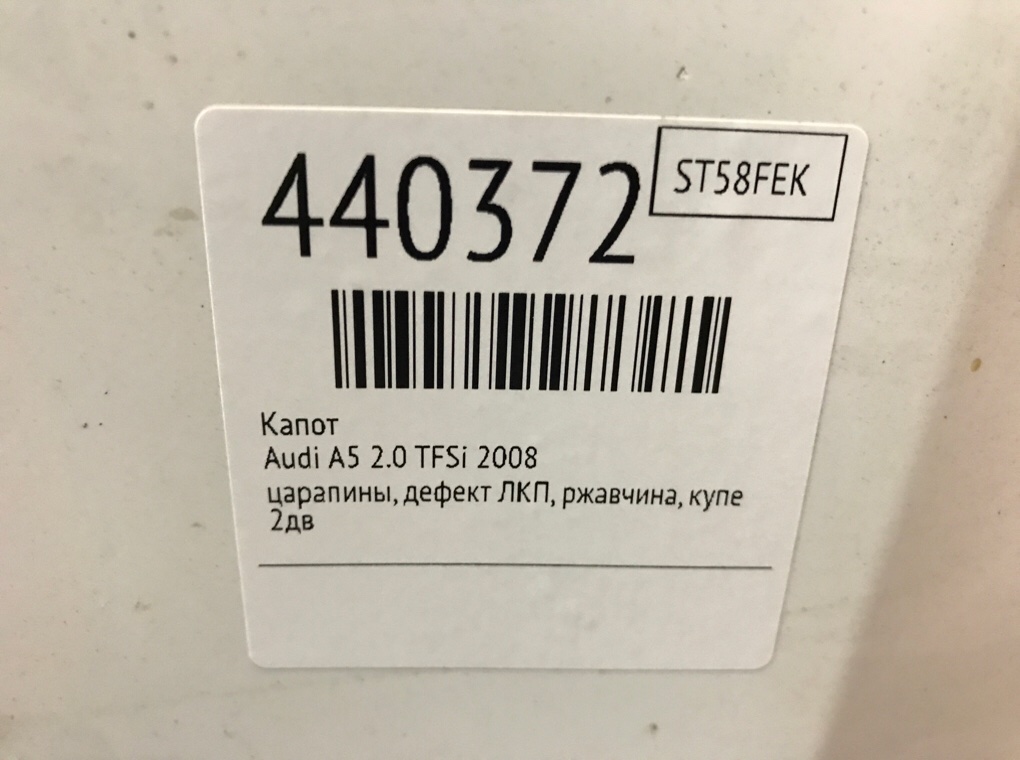 440372
ST58FEK
Капот
Audi A5 2.0 TFSi 2008
царапины, дефект ЛКП, ржавчина, купе
2дв